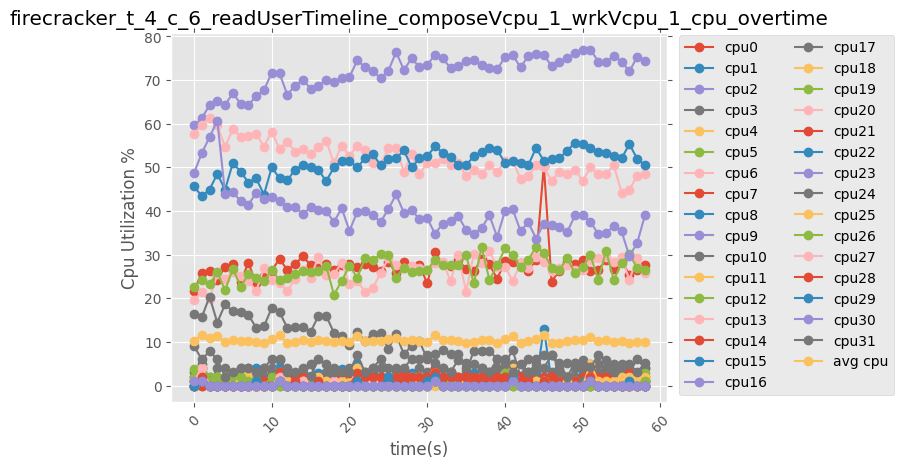 firecracker_t_4_c_6_readUserTimeline_composeVcpu_1_wrkVcpu_1_cpu_overtime
80
70
60
50
40
30
20
10
0
Cpu Utilization %
0 10 20 30 40 50 60
time(s)
cpu0
cpu1
cpu2
cpu3
cpu4
cpu5
cpu6
cpu7
cpu8
cpu9
cpu10
cpu11
cpu12
cpu13
cpu14
cpu15
cpu16
cpu17
cpu18
cpu19
cpu20
cpu21
cpu22
cpu23
cpu24
cpu25
cpu26
cpu27
cpu28
cpu29
cpu30
cpu31
avg cpu